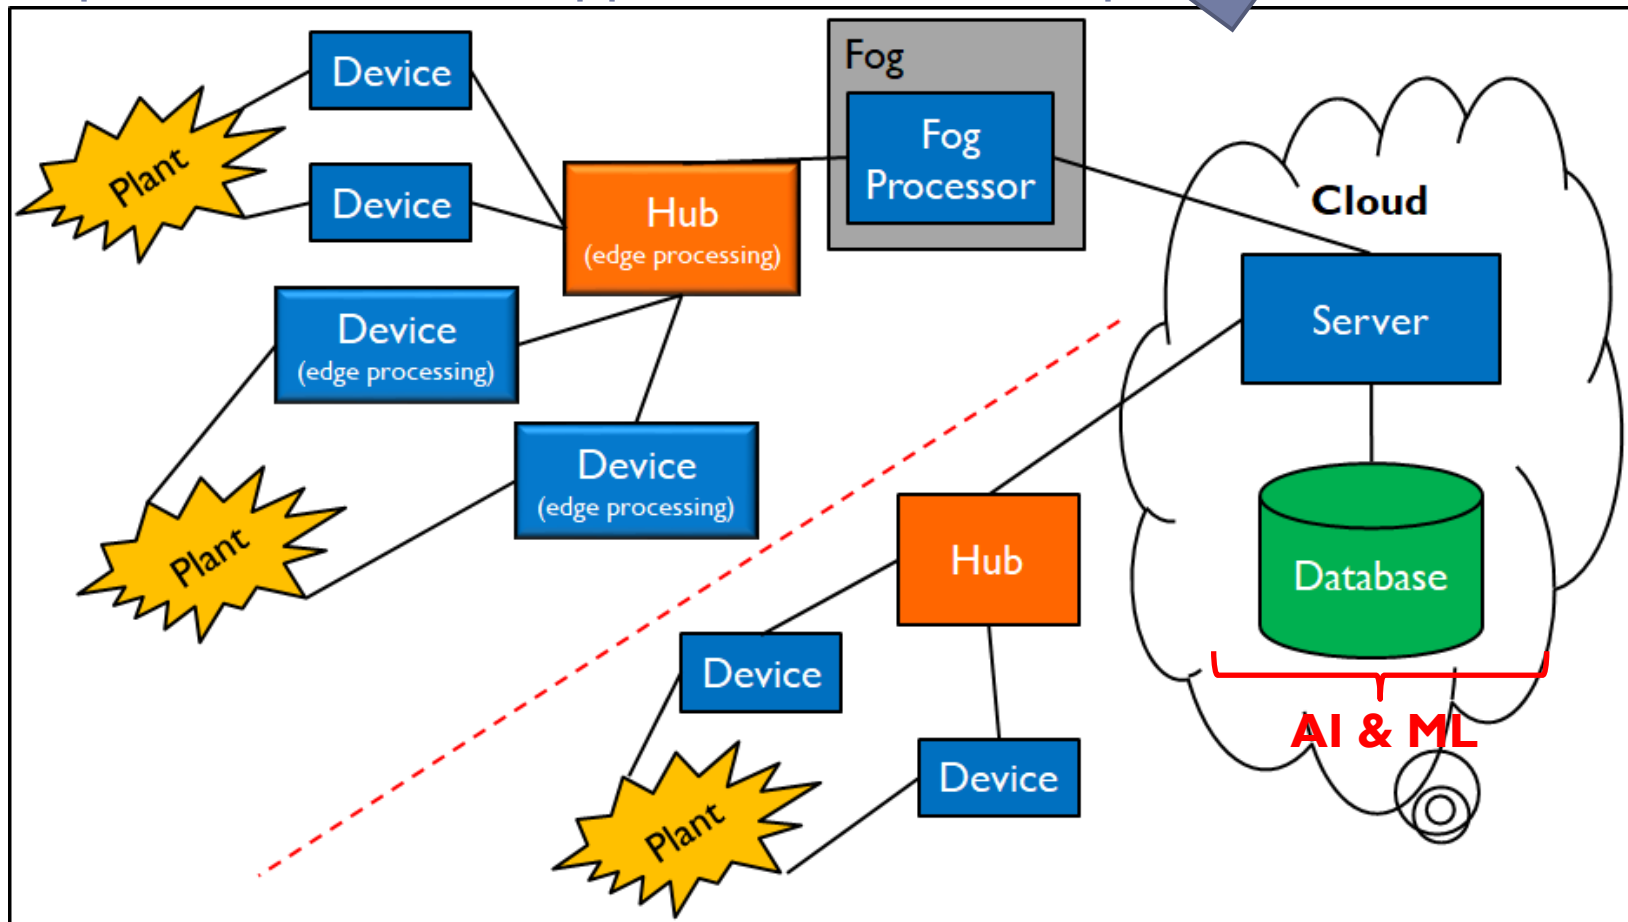 Device
Fog
Plant
Device
Fog
Processor
Hub
(edge processing)
Cloud
Device
(edge processing)
Server
Device
(edge processing)
Plant
Hub
Database
Device
AI & ML
Device
Plant